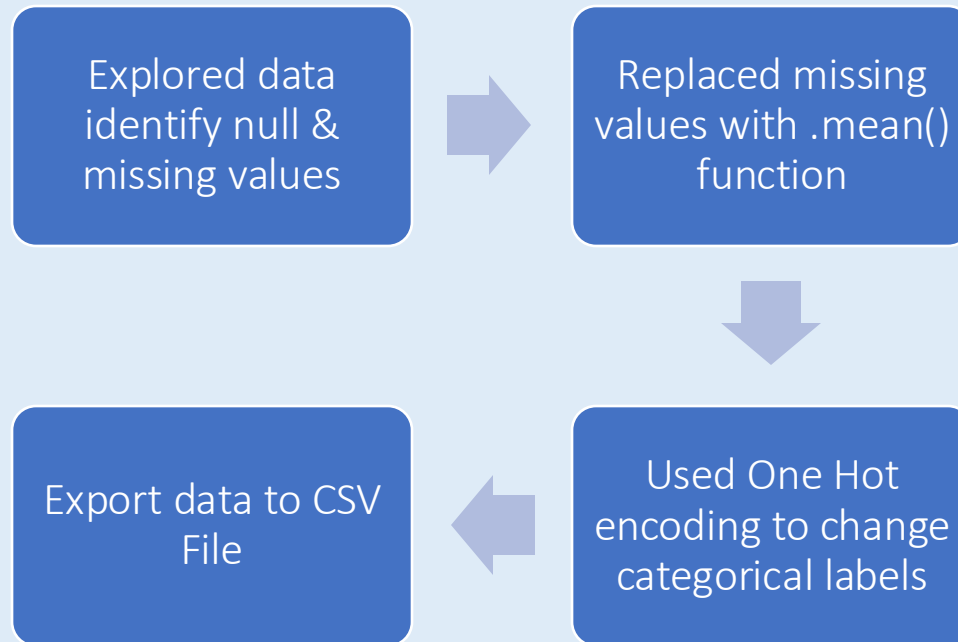 Explored data
identify null &
missing values
Replaced missing
values with .mean()
function
Used One Hot
encoding to change
categorical labels
Export data to CSV
File